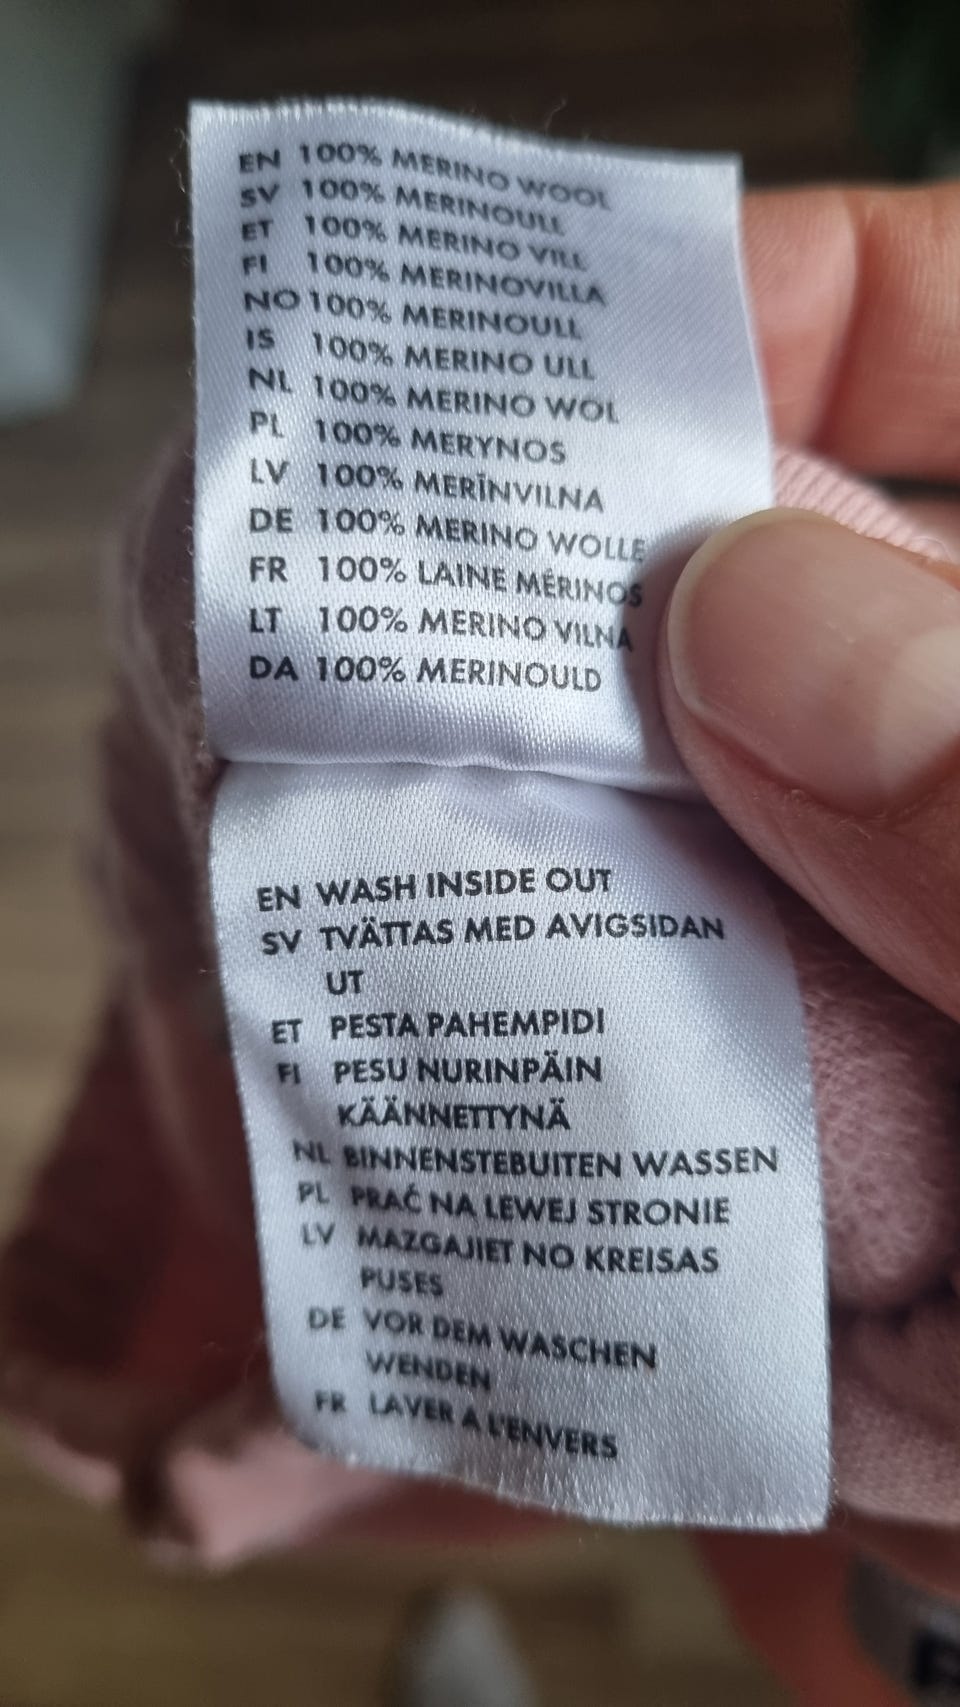 EN 100% MERINO WOOL
SV 100% MERINOULL
ET 100% MERINO VILL
FI 100% MERINOVILLA
NO 100% MERINOULL
IS 100% MERINO ULL
NL 100% MERINO WOL
PL 100% MERYNOS
LV 100% MERĪNVILNA
DE 100% MERINO WOLLE
FR 100% LAINE MÉRINOS
LT 100% MERINO VILNA
DA 100% MERINOULD
EN WASH INSIDE OUT
SV TVÄTTAS MED AVIGSIDAN
UT
ET PESTA PAHEMPIDI
FI PESU NURINPÄIN
KÄÄNNETTYNÄ
NL BINNENSTEBUITEN WASSEN
PL PRAĆ NA LEWEJ STRONIE
LV MAZGAJIET NO KREISAS
PUSES
DE VOR DEM WASCHEN
WENDEN
FR LAVER A L'ENVERS